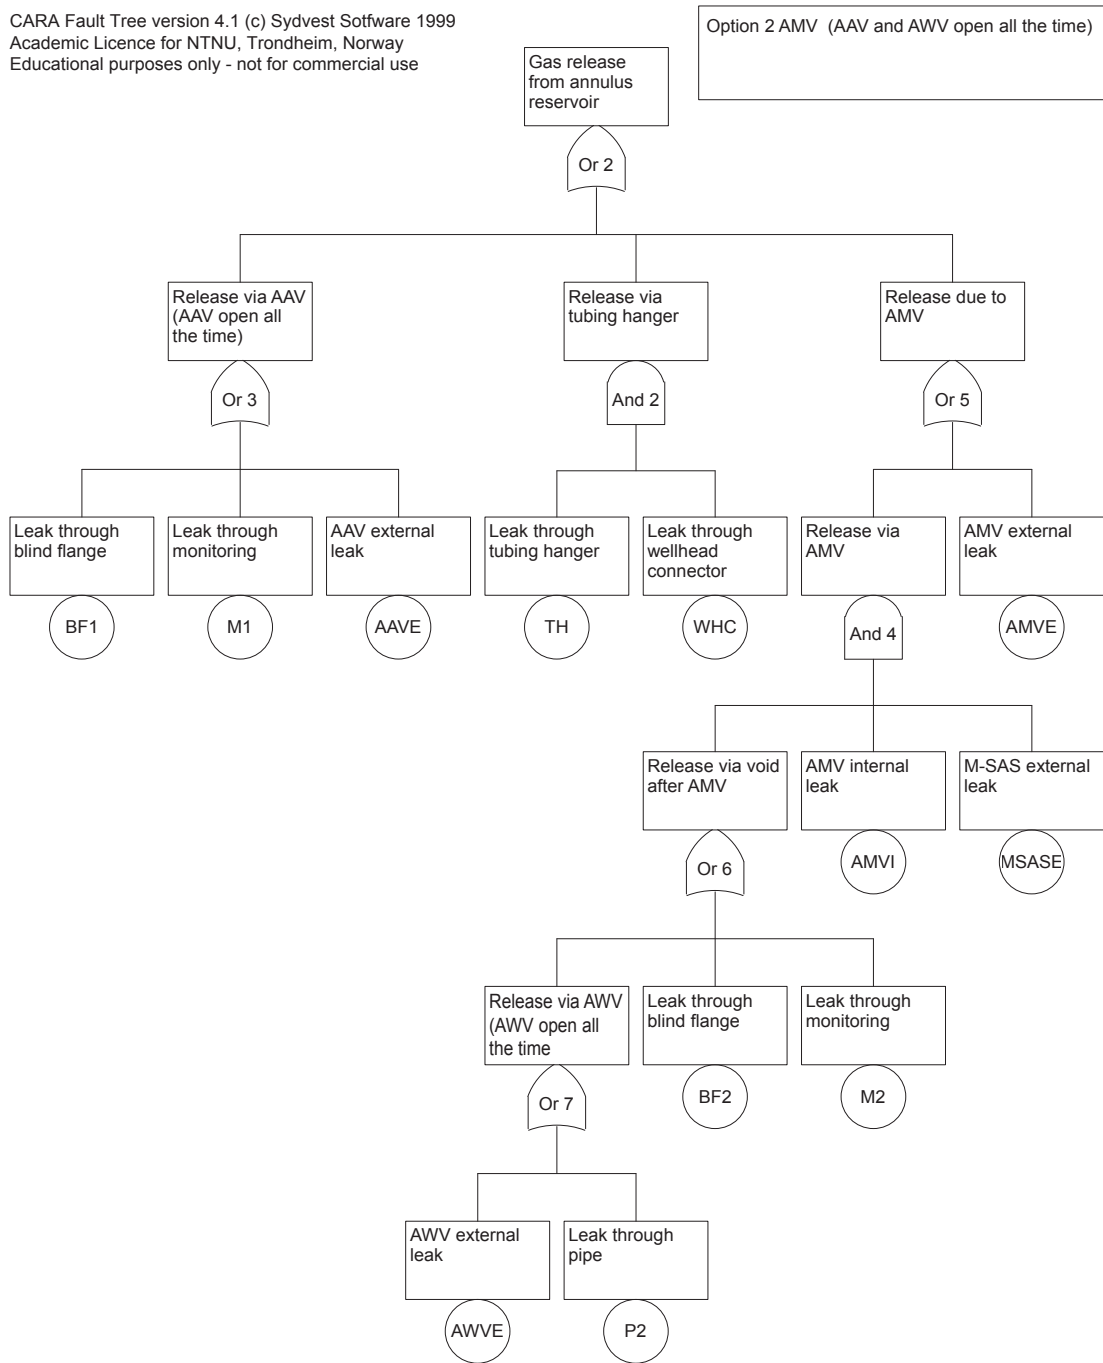 CARA Fault Tree version 4.1 (c) Sydvest Sotfware 1999
Academic Licence for NTNU, Trondheim, Norway
Educational purposes only - not for commercial use
Option 2 AMV  (AAV and AWV open all the time)
Gas release
from annulus
reservoir
Or 2
Release via AAV
(AAV open all
the time)
Release via
tubing hanger
Release due to
AMV
Or 3
And 2
Or 5
Leak through
blind flange
Leak through
monitoring
AAV external
leak
Leak through
tubing hanger
Leak through
wellhead
connector
Release via
AMV
AMV external
leak
BF1
M1
AAVE
TH
WHC
And 4
AMVE
Release via void
after AMV
AMV internal
leak
M-SAS external
leak
Or 6
AMVI
MSASE
Release via AWV
(AWV open all
the time
Leak through
blind flange
Leak through
monitoring
Or 7
BF2
M2
AWV external
leak
Leak through
pipe
AWVE
P2